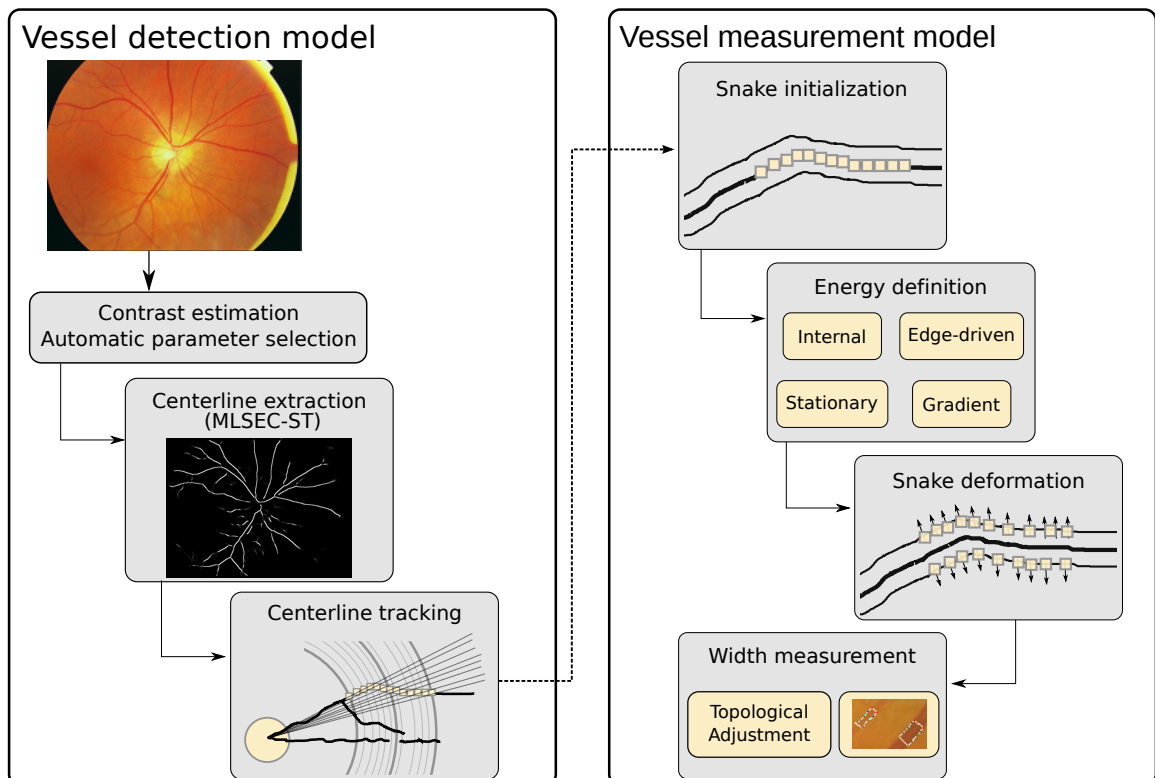 Vessel detection model
Contrast estimation
Automatic parameter selection
Centerline extraction
(MLSEC-ST)
Centerline tracking
Vessel measurement model
Snake initialization
Energy definition
Internal
Edge-driven
Stationary
Gradient
Snake deformation
Width measurement
Topological
Adjustment